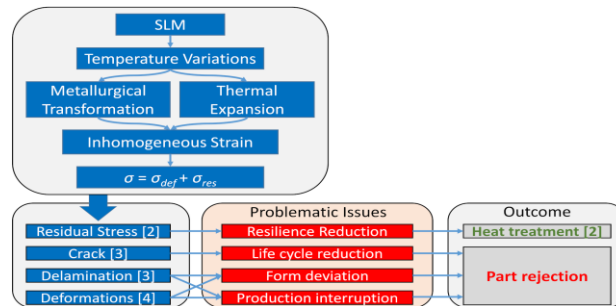 SLM
Temperature Variations
Metallurgical
Transformation
Thermal
Expansion
Inhomogeneous Strain
σ = σdef + σres
Problematic Issues
Outcome
Residual Stress [2]
Resilience Reduction
Heat treatment [2]
Crack [3]
Life cycle reduction
Delamination [3]
Form deviation
Part rejection
Deformations [4]
Production interruption